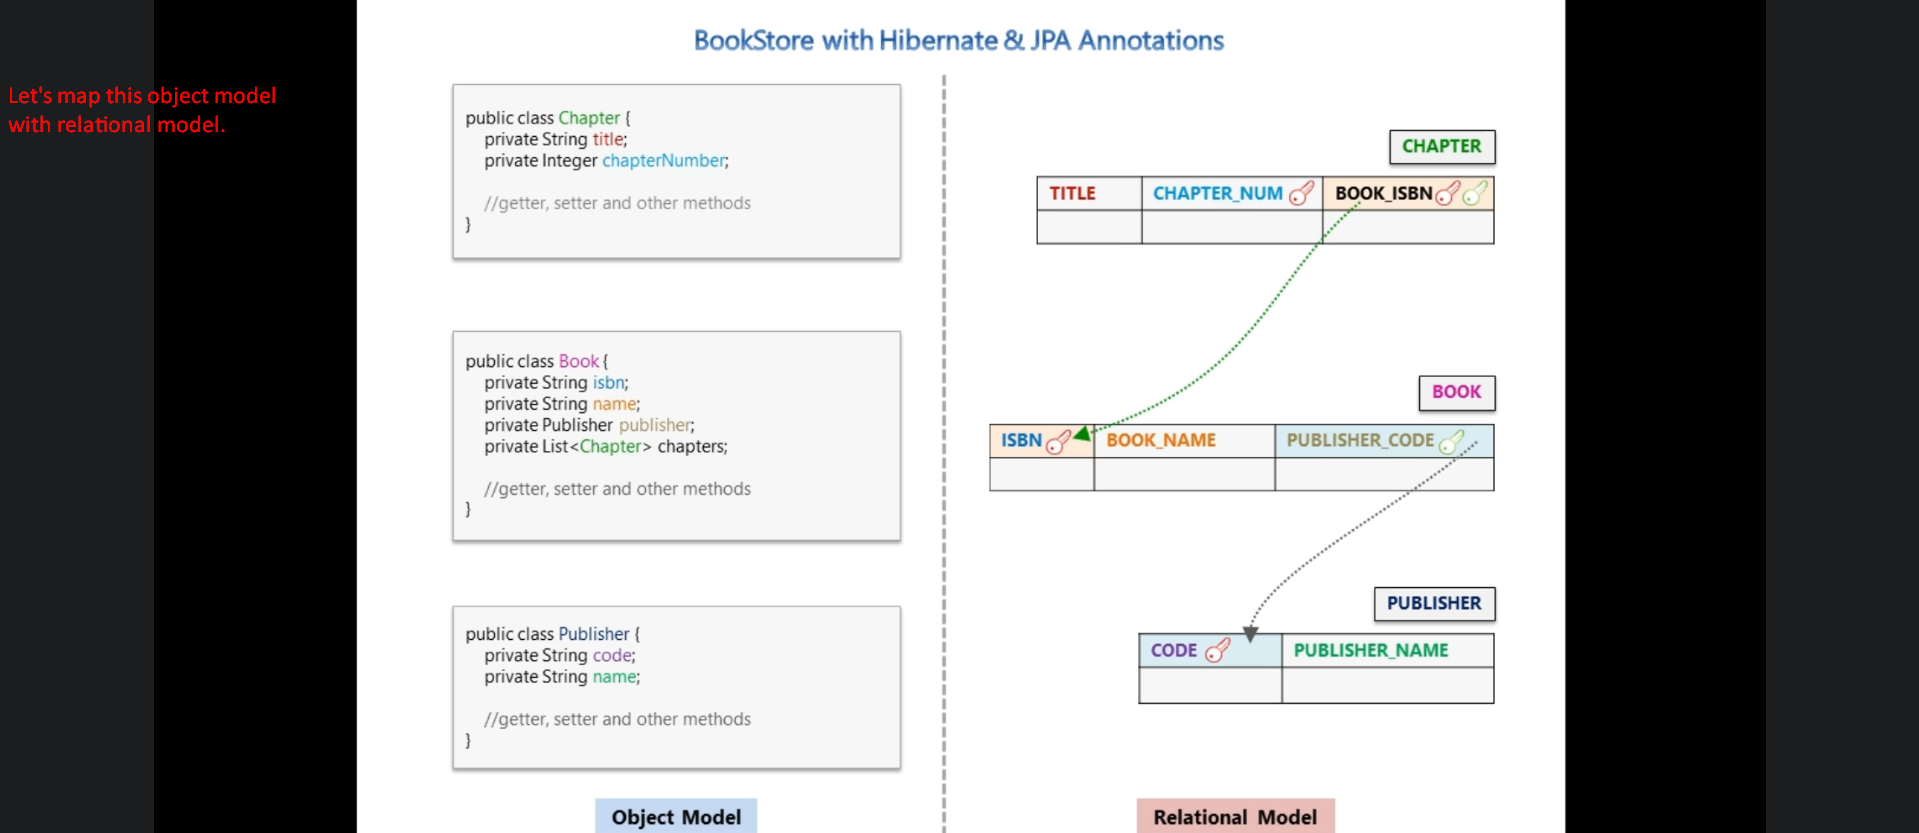 BookStore with Hibernate & JPA Annotations
Let's map this object model
with relational model.
public class Chapter {
private String title;
private Integer chapterNumber;
//getter, setter and other methods
}
public class Book {
private String isbn;
private String name;
private Publisher publisher;
private List<Chapter> chapters;
//getter, setter and other methods
}
public class Publisher {
private String code;
private String name;
//getter, setter and other methods
}
Object Model
CHAPTER
TITLE CHAPTER_NUM BOOK_ISBN
BOOK
ISBN BOOK_NAME PUBLISHER_CODE
PUBLISHER
CODE PUBLISHER_NAME
Relational Model